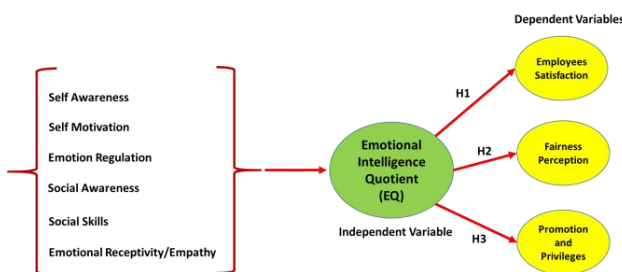 Dependent Variables
Self Awareness
Self Motivation
Emotion Regulation
Social Awareness
Social Skills
Emotional Receptivity/Empathy
Emotional
Intelligence
Quotient
(EQ)
Independent Variable
H1
H2
H3
Employees
Satisfaction
Fairness
Perception
Promotion
and
Privileges